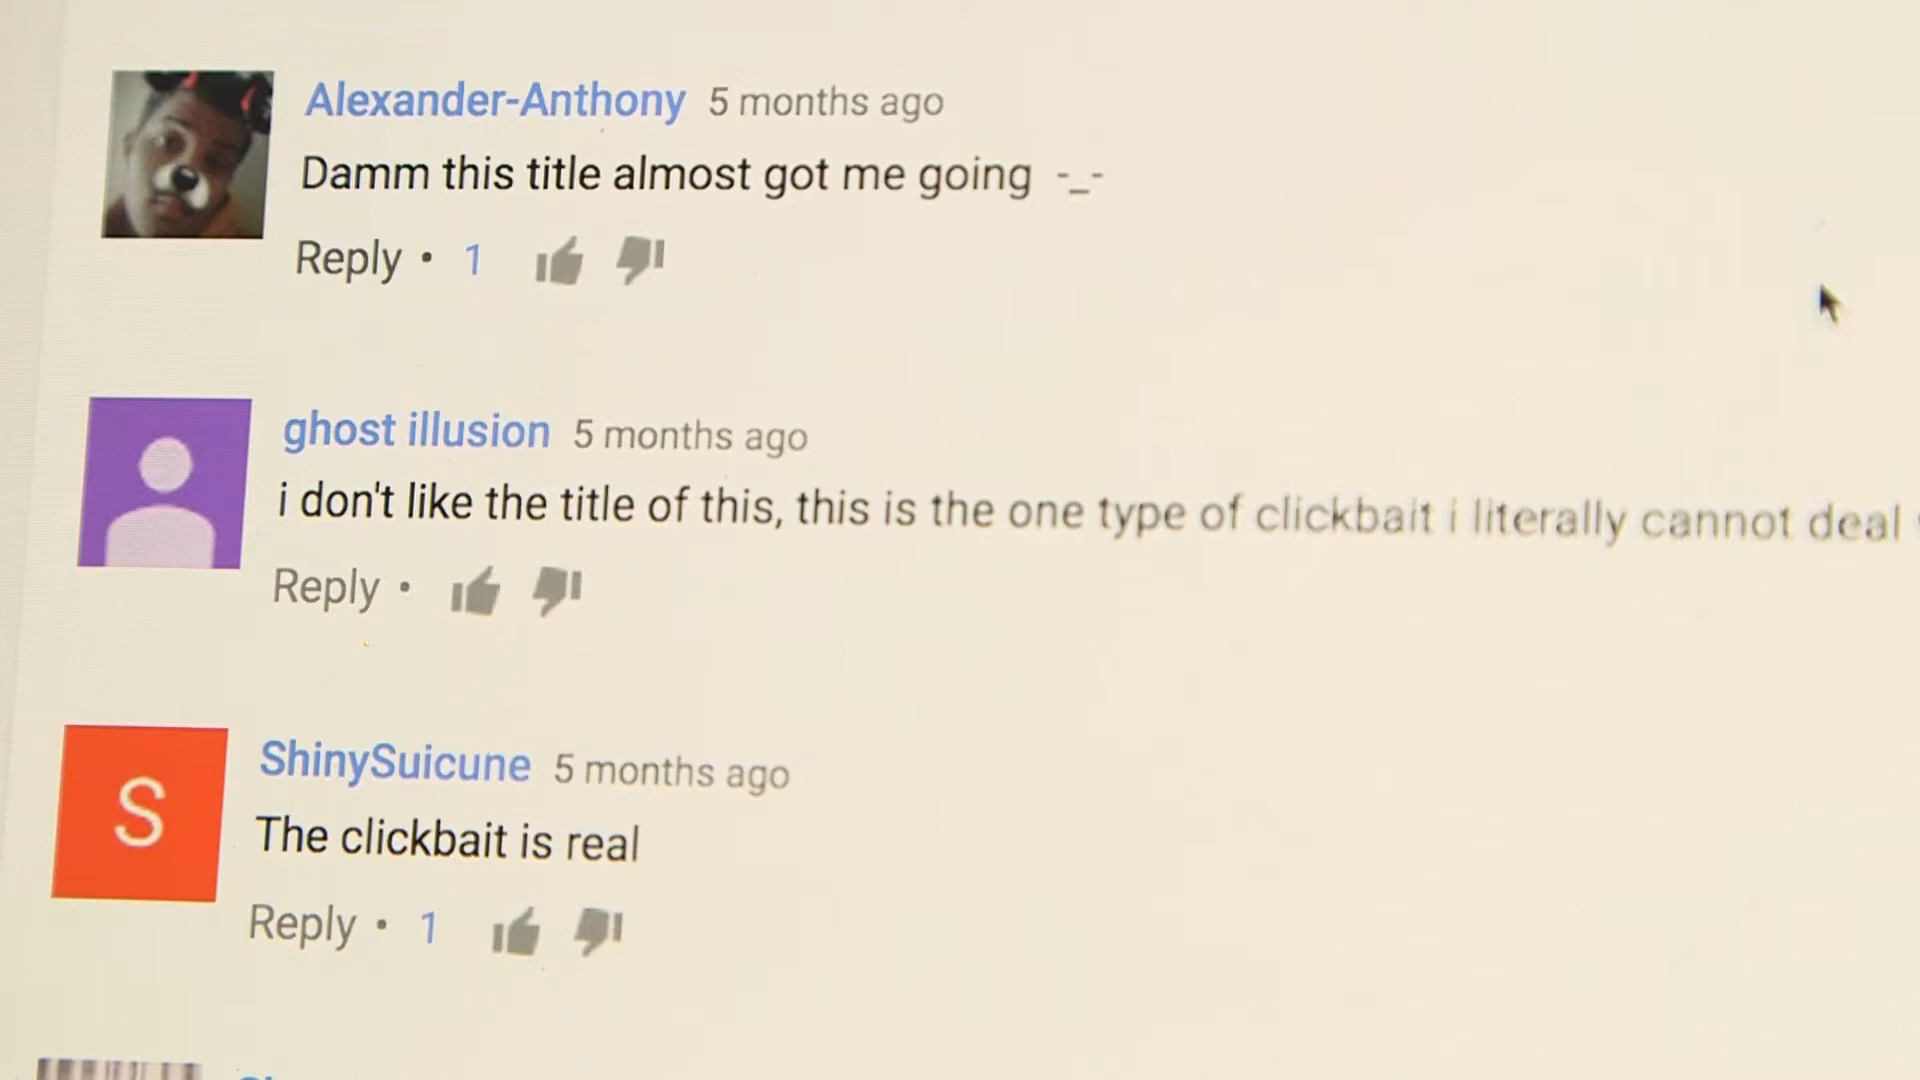 Alexander-Anthony 5 months ago
Damm this title almost got me going -_-
Reply • 1
ghost illusion 5 months ago
i don't like the title of this, this is the one type of clickbait i literally cannot deal
Reply •
S
ShinySuicune 5 months ago
The clickbait is real
Reply • 1